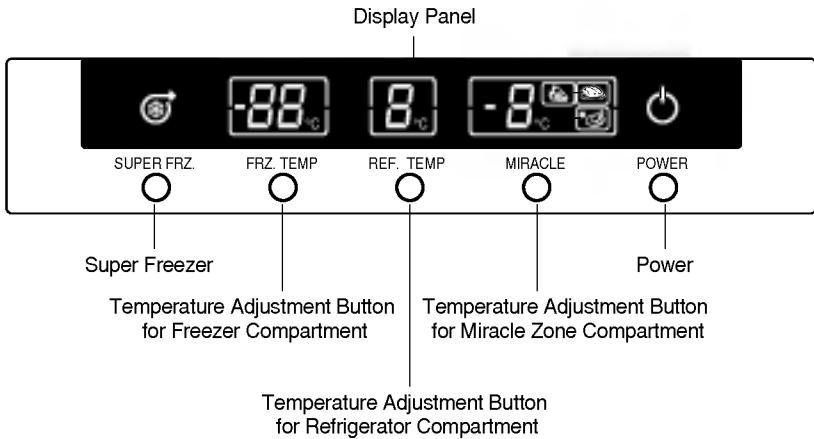 Display Panel
-88 °C 8 °C -8 °C
SUPER FRZ. FRZ. TEMP REF. TEMP MIRACLE POWER
Super Freezer Power
Temperature Adjustment Button
for Freezer Compartment
Temperature Adjustment Button
for Miracle Zone Compartment
Temperature Adjustment Button
for Refrigerator Compartment